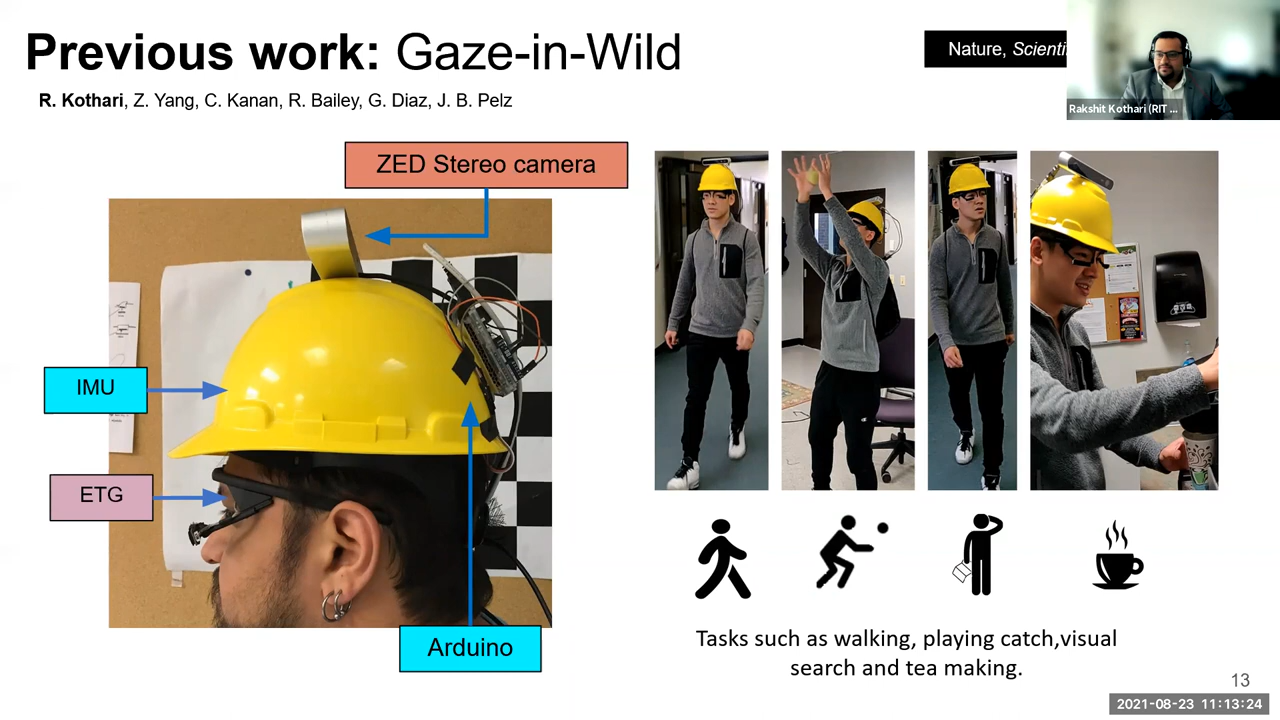 Previous work: Gaze-in-Wild
Nature,
R. Kothari, Z. Yang, C. Kanan, R. Bailey, G. Diaz, J. B. Pelz
Rakshit Kothari (RIT ...
ZED Stereo camera
IMU
ETG
Arduino
Tasks such as walking, playing catch,visual
search and tea making.
13
2021-08-23 11:13:24